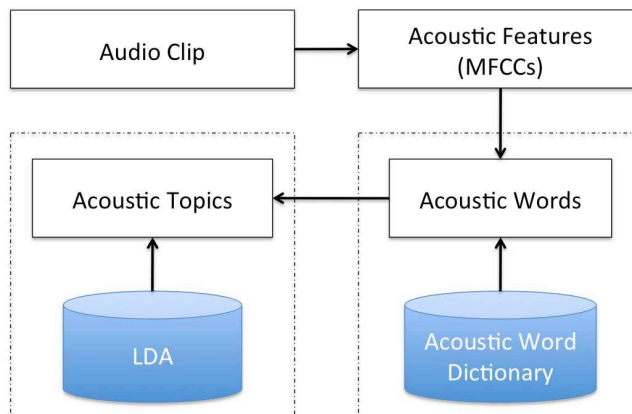 Audio Clip
Acoustic Features
(MFCCs)
Acoustic Topics
Acoustic Words
LDA
Acoustic Word
Dictionary